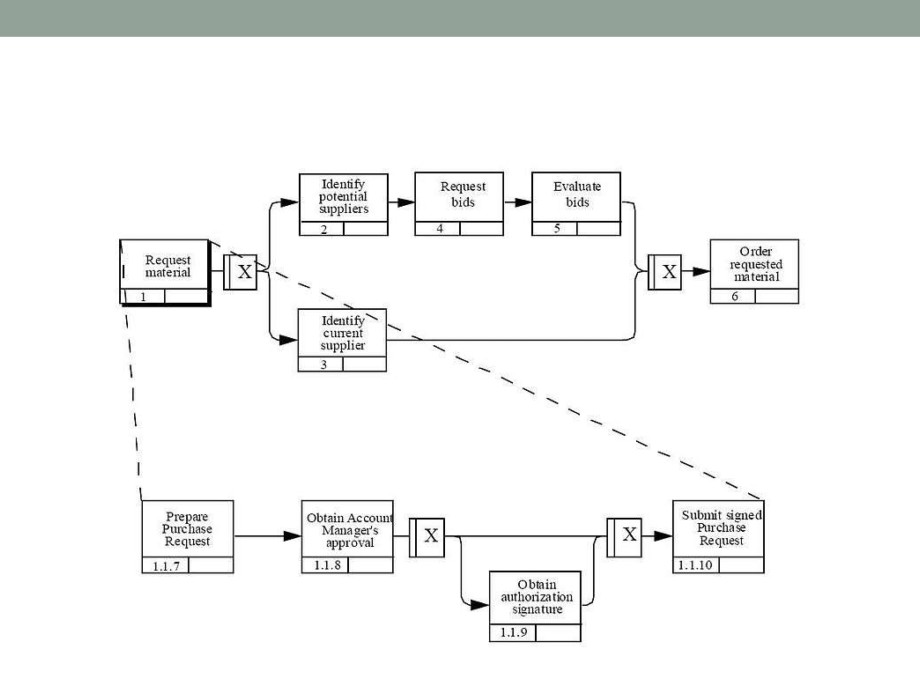 Identify
potential
suppliers
2
Request
bids
4
Evaluate
bids
5
Request
material
1
X
X
Order
requested
material
6
Identify
current
supplier
3
Prepare
Purchase
Request
1.1.7
Obtain Account
Manager's
approval
1.1.8
X
X
Submit signed
Purchase
Request
1.1.10
Obtain
authorization
signature
1.1.9